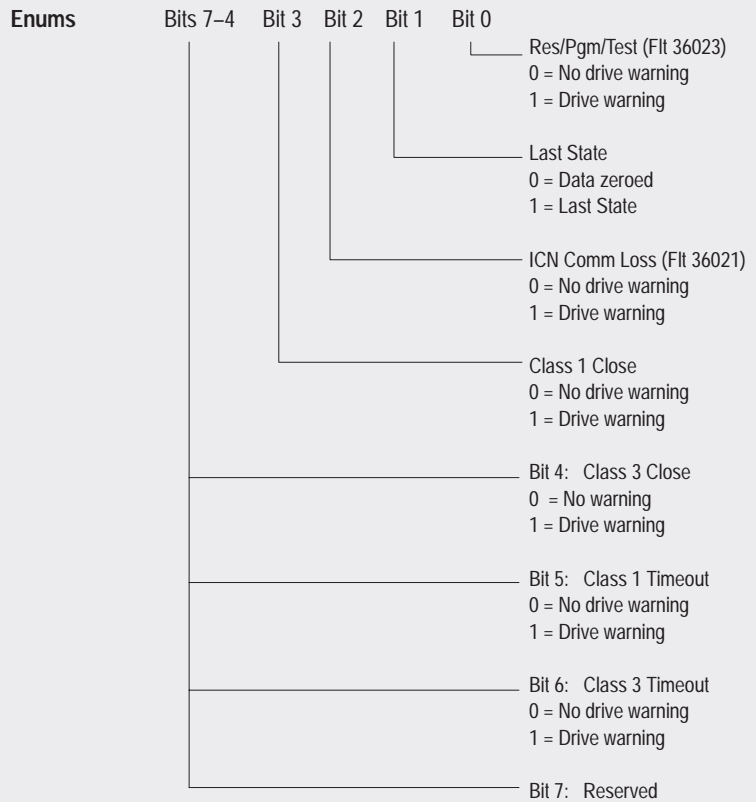 Enums Bits 7–4 Bit 3 Bit 2 Bit 1 Bit 0
Res/Pgm/Test (Flt 36023)
0 = No drive warning
1 = Drive warning
Last State
0 = Data zeroed
1 = Last State
ICN Comm Loss (Flt 36021)
0 = No drive warning
1 = Drive warning
Class 1 Close
0 = No drive warning
1 = Drive warning
Bit 4: Class 3 Close
0 = No warning
1 = Drive warning
Bit 5: Class 1 Timeout
0 = No drive warning
1 = Drive warning
Bit 6: Class 3 Timeout
0 = No drive warning
1 = Drive warning
Bit 7: Reserved